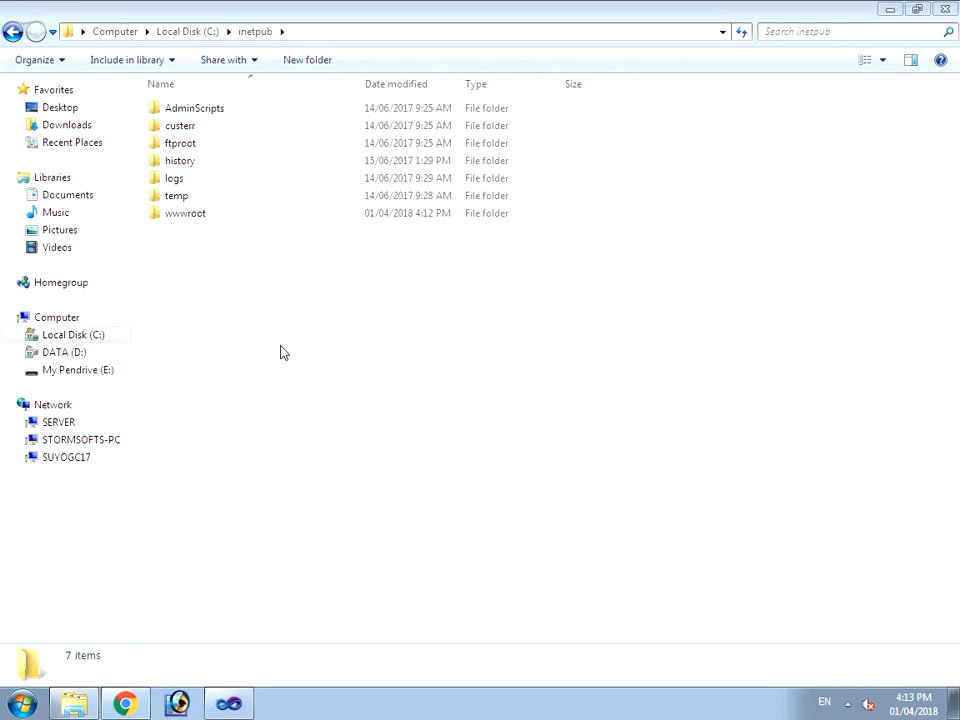 Computer Local Disk (C:) inetpub Search inetpub
Organize Include in library Share with New folder
Name Date modified Type Size
Favorites
Desktop
Downloads
Recent Places
Libraries
Documents
Music
Pictures
Videos
Homegroup
Computer
Local Disk (C:)
DATA (D:)
My Pendrive (E:)
Network
SERVER
STORMSOFTS-PC
SUYOGC17
AdminScripts 14/06/2017 9:25 AM File folder
custerr 14/06/2017 9:25 AM File folder
ftproot 14/06/2017 9:25 AM File folder
history 15/06/2017 1:29 PM File folder
logs 14/06/2017 9:29 AM File folder
temp 14/06/2017 9:28 AM File folder
wwwroot 01/04/2018 4:12 PM File folder
7 items
EN 4:13 PM
01/04/2018